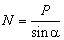 N = P / sin α